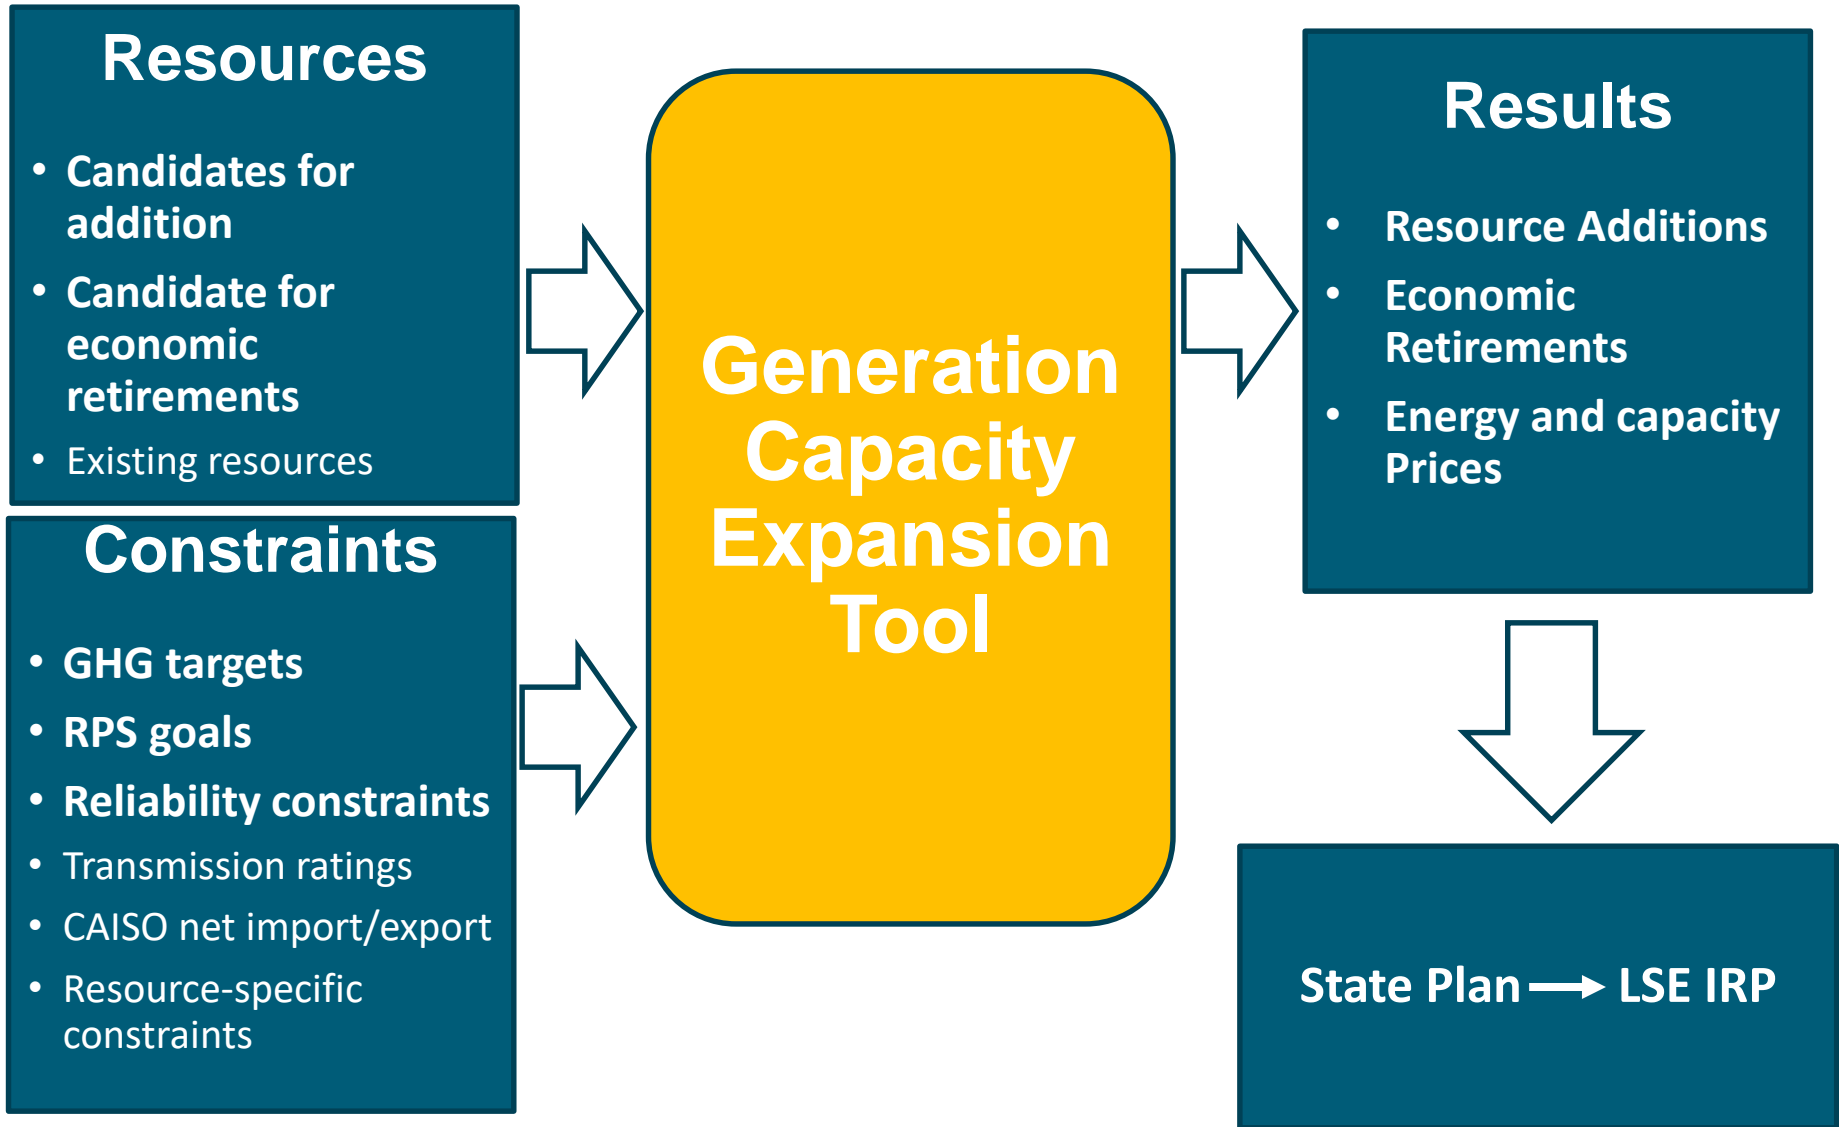 Resources
• Candidates for
addition
• Candidate for
economic
retirements
• Existing resources
Constraints
• GHG targets
• RPS goals
• Reliability constraints
• Transmission ratings
• CAISO net import/export
• Resource-specific
constraints
Generation
Capacity
Expansion
Tool
Results
• Resource Additions
• Economic
Retirements
• Energy and capacity
Prices
State Plan → LSE IRP